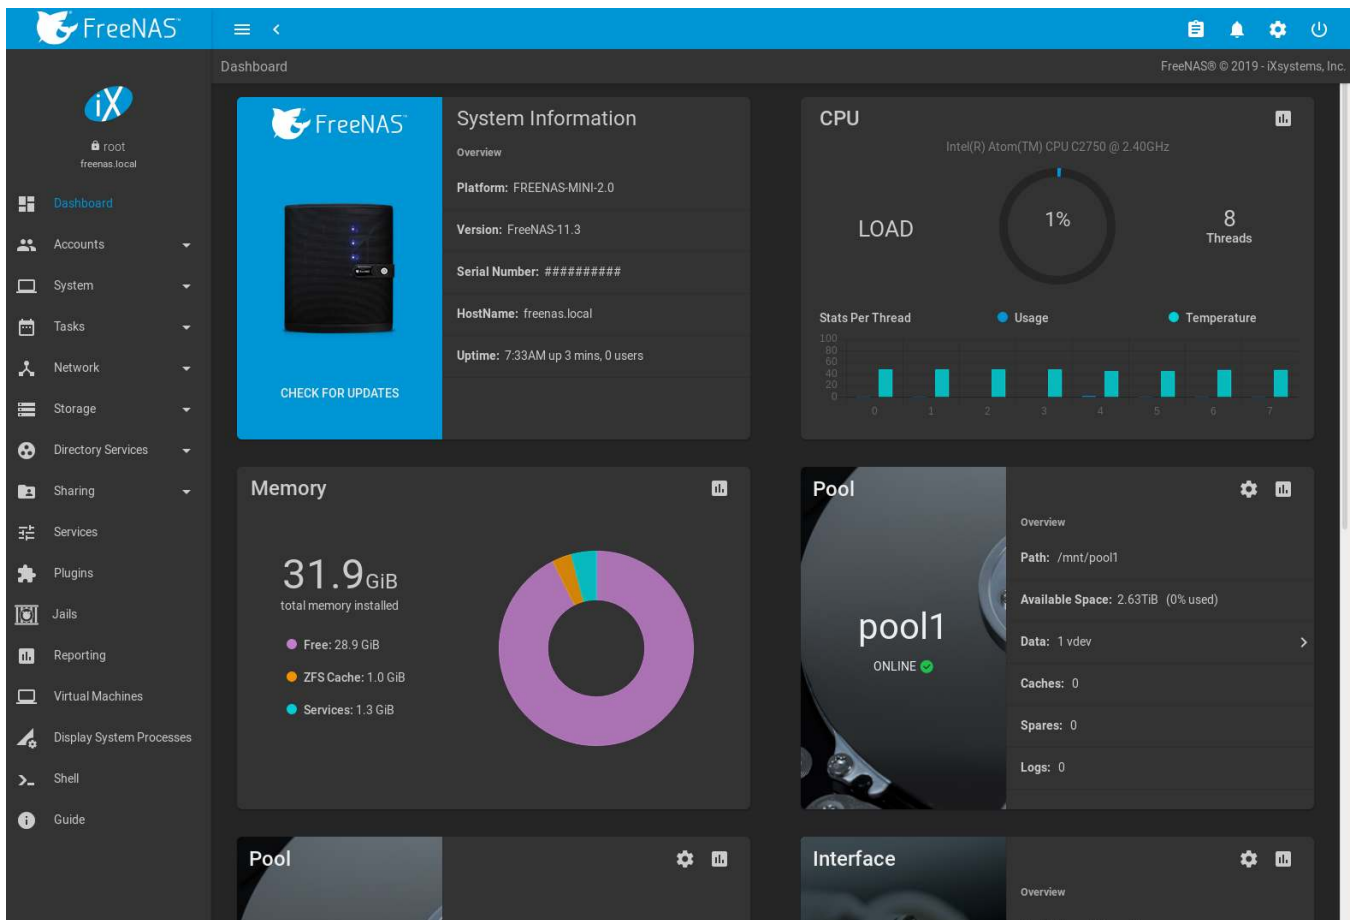 FreeNAS
Dashboard
FreeNAS® © 2019 - iXsystems, Inc.
iX
root
freenas.local
Dashboard
Accounts
System
Tasks
Network
Storage
Directory Services
Sharing
Services
Plugins
Jails
Reporting
Virtual Machines
Display System Processes
Shell
Guide
FreeNAS
CHECK FOR UPDATES
System Information
Overview
Platform: FREENAS-MINI-2.0
Version: FreeNAS-11.3
Serial Number: ##########
HostName: freenas.local
Uptime: 7:33AM up 3 mins, 0 users
CPU
Intel(R) Atom(TM) CPU C2750 @ 2.40GHz
LOAD
1%
8
Threads
Stats Per Thread
Usage
Temperature
100
80
60
40
20
0
0 1 2 3 4 5 6 7
Memory
31.9GiB
total memory installed
Free: 28.9 GiB
ZFS Cache: 1.0 GiB
Services: 1.3 GiB
Pool
pool1
ONLINE
Overview
Path: /mnt/pool1
Available Space: 2.63TiB (0% used)
Data: 1 vdev
Caches: 0
Spares: 0
Logs: 0
Pool
Interface
Overview